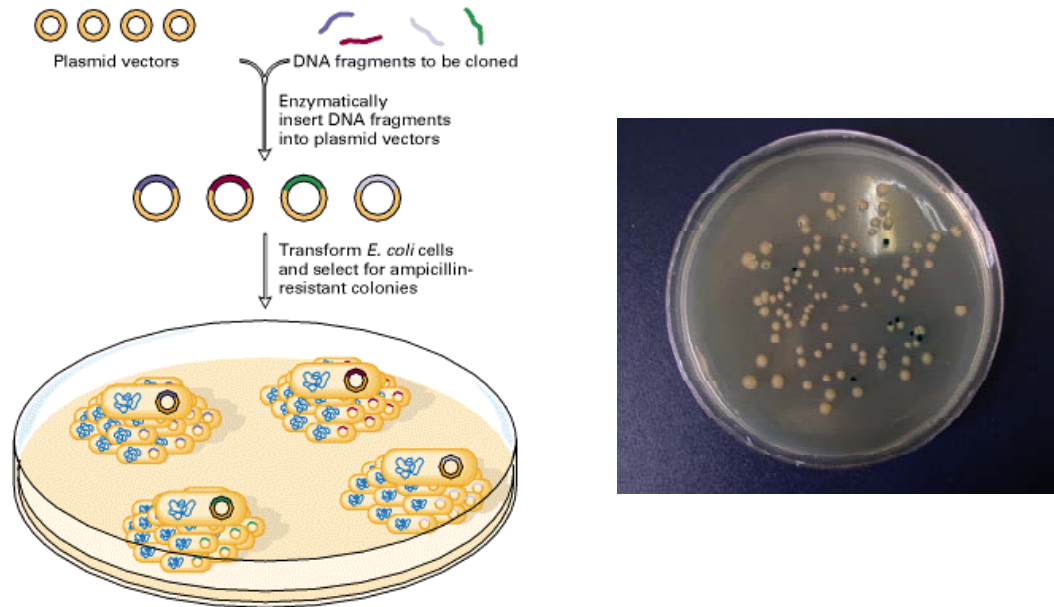 Plasmid vectors
DNA fragments to be cloned
Enzymatically
insert DNA fragments
into plasmid vectors
Transform E. coli cells
and select for ampicillin-
resistant colonies